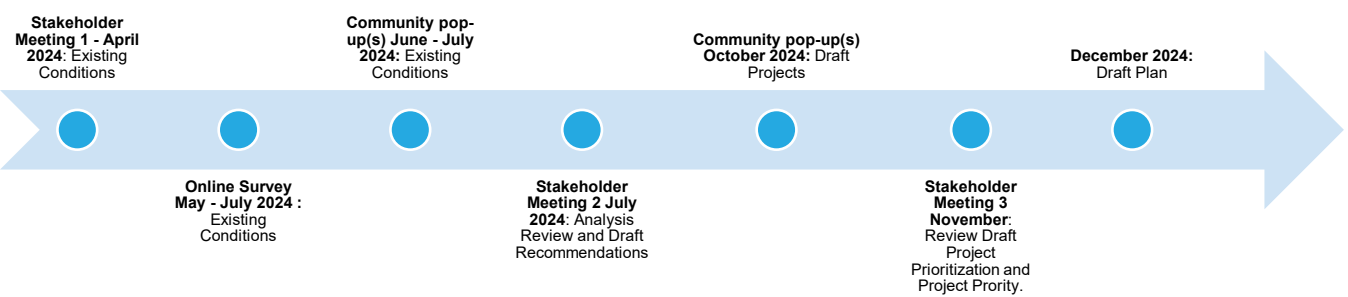 Stakeholder
Meeting 1 - April
2024: Existing
Conditions
Online Survey
May - July 2024 :
Existing
Conditions
Community pop-
up(s) June - July
2024: Existing
Conditions
Stakeholder
Meeting 2 July
2024: Analysis
Review and Draft
Recommendations
Community pop-up(s)
October 2024: Draft
Projects
Stakeholder
Meeting 3
November:
Review Draft
Project
Prioritization and
Project Prority.
December 2024:
Draft Plan